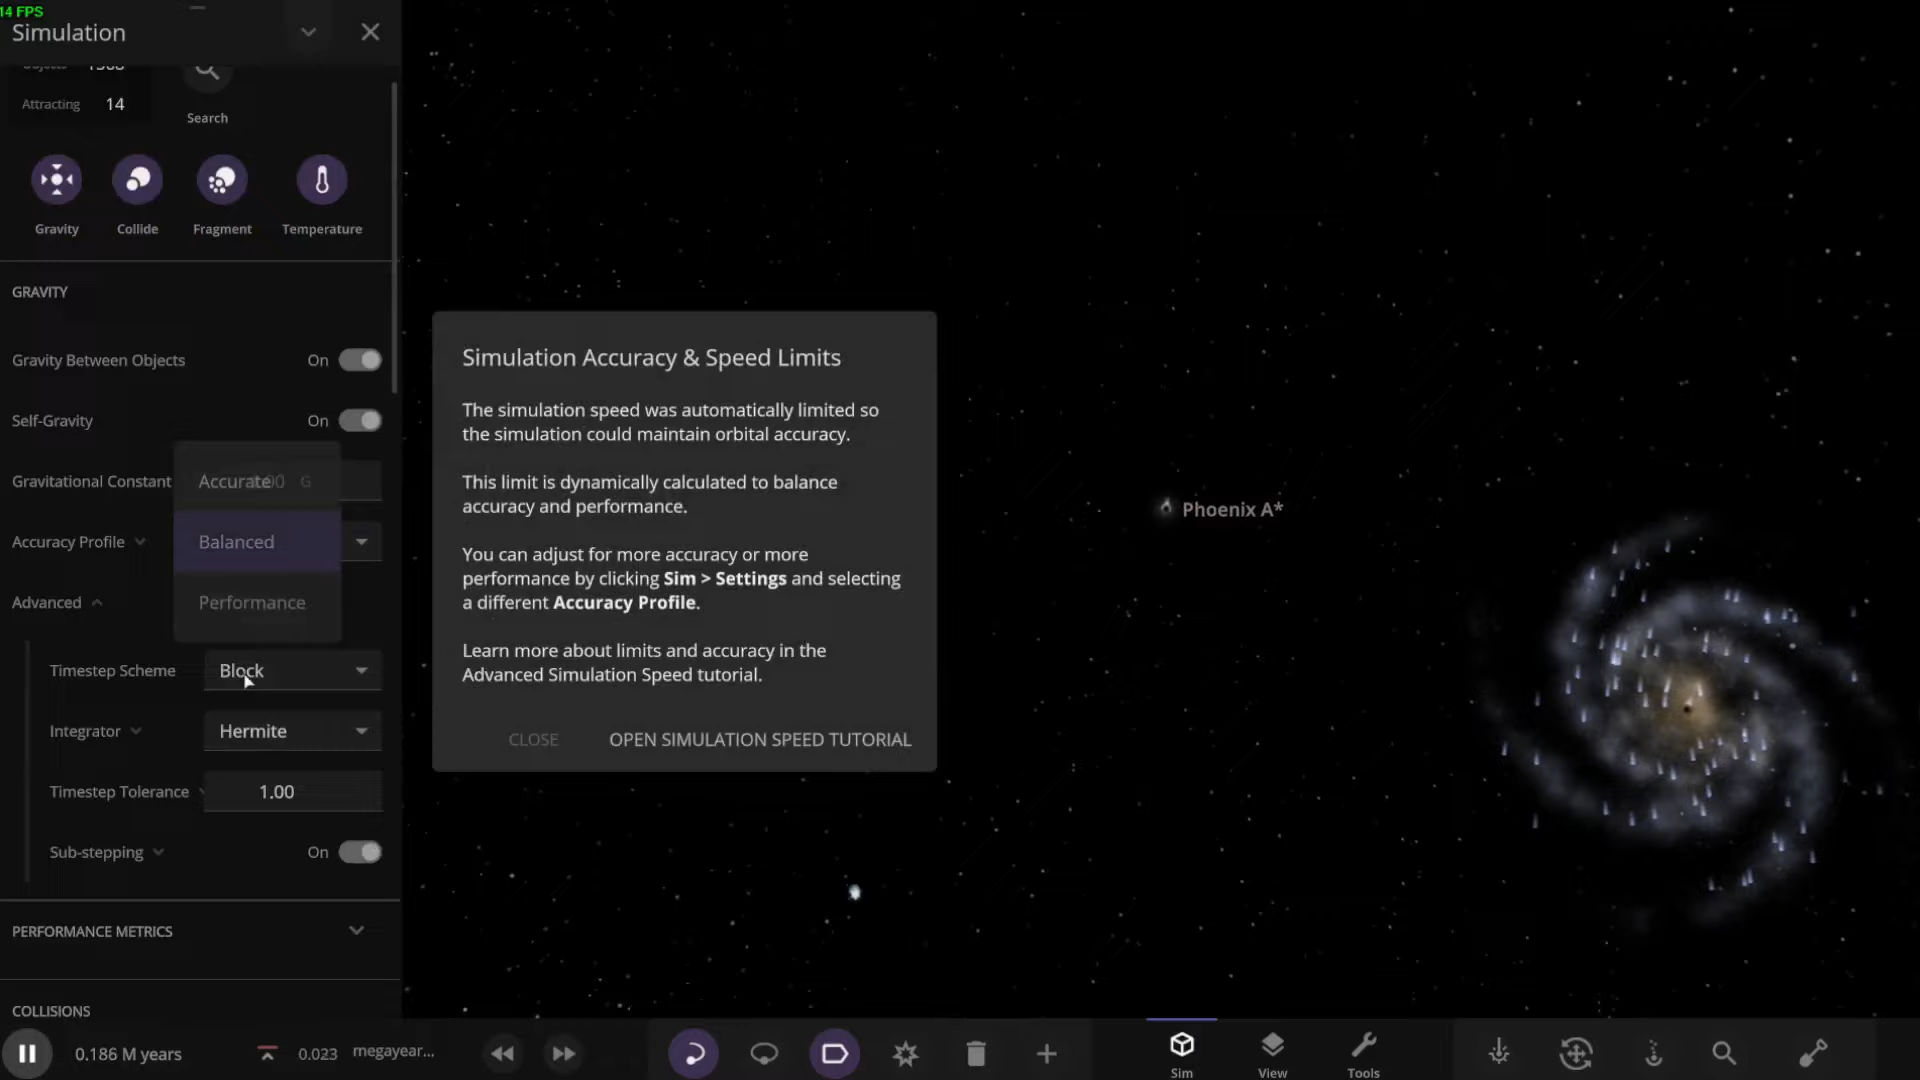 14 FPS
Simulation
Objects
Attracting 14
Search
Gravity Collide Fragment Temperature
GRAVITY
Gravity Between Objects On
Self-Gravity On
Gravitational Constant G
Accurate
Accuracy Profile Balanced
Advanced Performance
Timestep Scheme Block
Integrator Hermite
Timestep Tolerance 1.00
Sub-stepping On
PERFORMANCE METRICS
COLLISIONS
Simulation Accuracy & Speed Limits
The simulation speed was automatically limited so
the simulation could maintain orbital accuracy.
This limit is dynamically calculated to balance
accuracy and performance.
You can adjust for more accuracy or more
performance by clicking Sim > Settings and selecting
a different Accuracy Profile.
Learn more about limits and accuracy in the
Advanced Simulation Speed tutorial.
CLOSE OPEN SIMULATION SPEED TUTORIAL
Phoenix A*
0.186 M years 0.023 megayear...
Sim View Tools